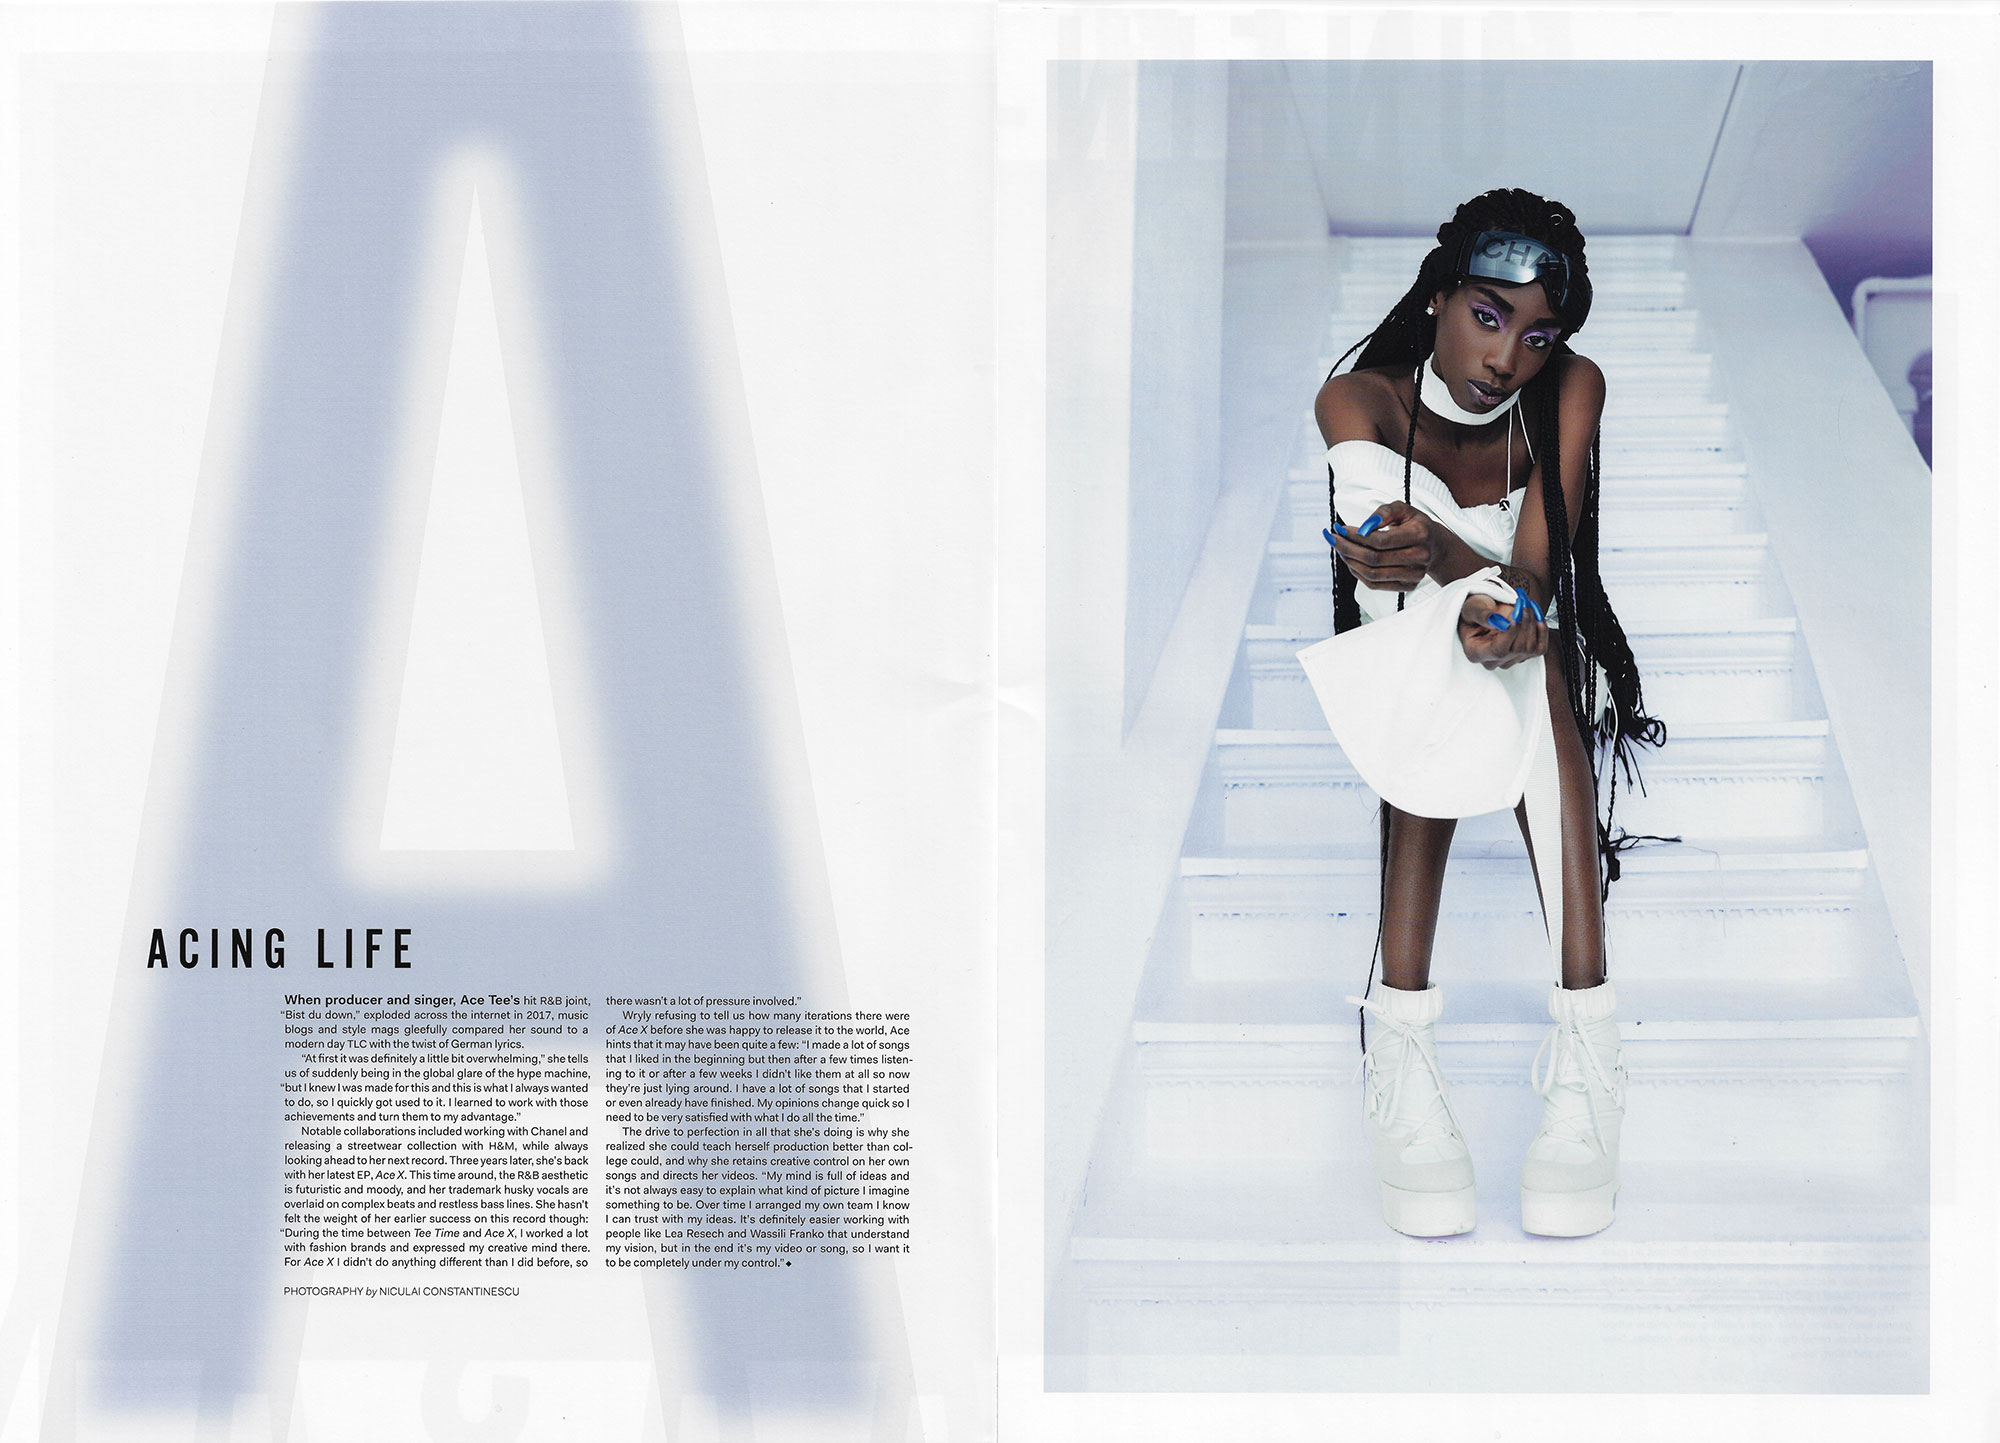 A
ACING LIFE
When producer and singer, Ace Tee's hit R&B joint,
"Bist du down," exploded across the internet in 2017, music
blogs and style mags gleefully compared her sound to a
modern day TLC with the twist of German lyrics.
"At first it was definitely a little bit overwhelming," she tells
us of suddenly being in the global glare of the hype machine,
"but I knew I was made for this and this is what I always wanted
to do, so I quickly got used to it. I learned to work with those
achievements and turn them to my advantage."
Notable collaborations included working with Chanel and
releasing a streetwear collection with H&M, while always
looking ahead to her next record. Three years later, she's back
with her latest EP, Ace X. This time around, the R&B aesthetic
is futuristic and moody, and her trademark husky vocals are
overlaid on complex beats and restless bass lines. She hasn't
felt the weight of her earlier success on this record though:
"During the time between Tee Time and Ace X, I worked a lot
with fashion brands and expressed my creative mind there.
For Ace X I didn't do anything different than I did before, so
there wasn't a lot of pressure involved."
Wryly refusing to tell us how many iterations there were
of Ace X before she was happy to release it to the world, Ace
hints that it may have been quite a few: "I made a lot of songs
that I liked in the beginning but then after a few times listen-
ing to it or after a few weeks I didn't like them at all so now
they're just lying around. I have a lot of songs that I started
or even already have finished. My opinions change quick so I
need to be very satisfied with what I do all the time."
The drive to perfection in all that she's doing is why she
realized she could teach herself production better than col-
lege could, and why she retains creative control on her own
songs and directs her videos. "My mind is full of ideas and
it's not always easy to explain what kind of picture I imagine
something to be. Over time I arranged my own team I know
I can trust with my ideas. It's definitely easier working with
people like Lea Resech and Wassili Franko that understand
my vision, but in the end it's my video or song, so I want it
to be completely under my control." ◆
PHOTOGRAPHY by NICULAI CONSTANTINESCU
CHA